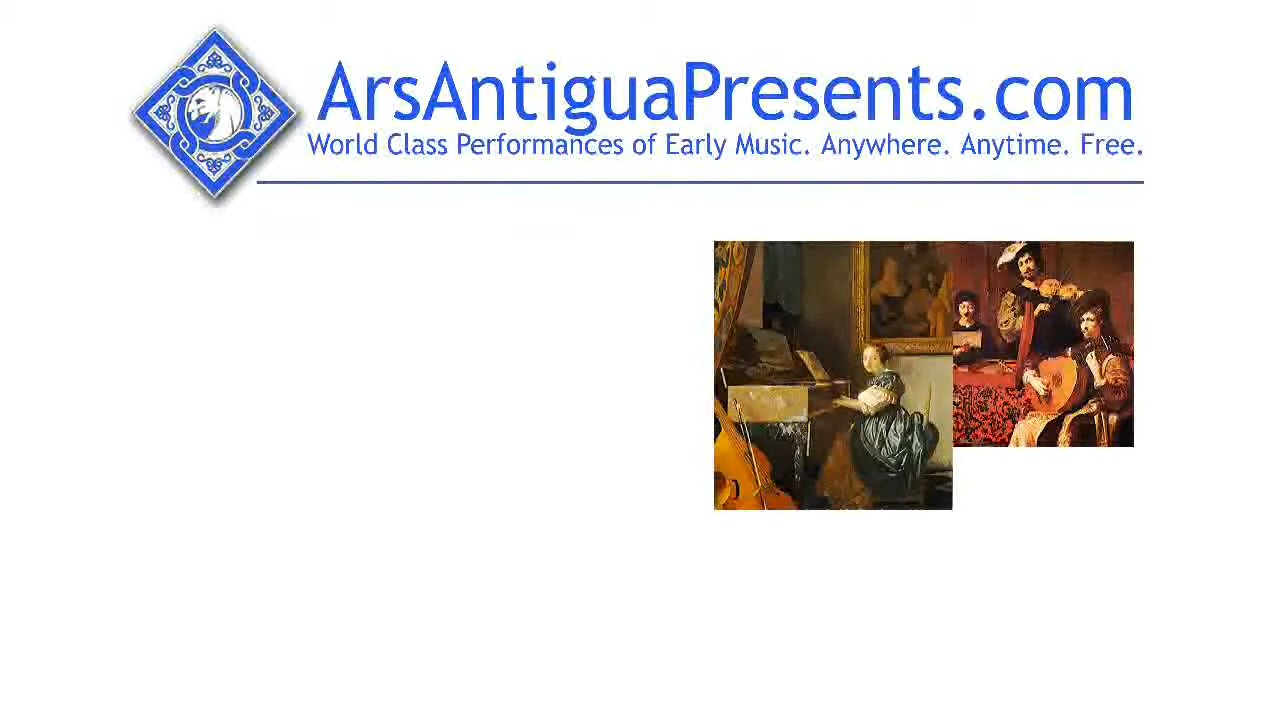 ArsAntiguaPresents.com
World Class Performances of Early Music. Anywhere. Anytime. Free.